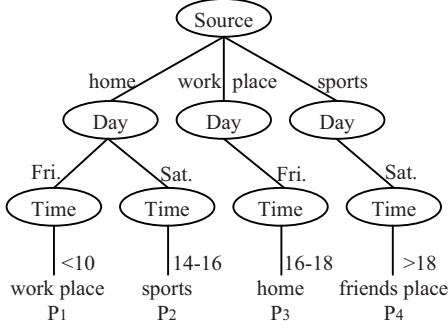 Source
home work place sports
Day Day Day
Fri. Sat. Fri. Sat.
Time Time Time Time
<10 14-16 16-18 >18
work place sports home friends place
P1 P2 P3 P4